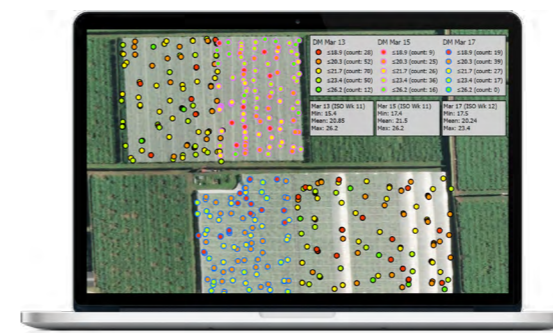 DM Mar 13
≤18.9 (count: 28)
≤20.3 (count: 52)
≤21.7 (count: 78)
≤23.4 (count: 50)
≤26.2 (count: 12)
DM Mar 15
≤18.9 (count: 9)
≤20.3 (count: 25)
≤21.7 (count: 26)
≤23.4 (count: 36)
≤26.2 (count: 16)
DM Mar 17
≤18.9 (count: 19)
≤20.3 (count: 39)
≤21.7 (count: 27)
≤23.4 (count: 17)
≤26.2 (count: 0)
Mar 13 (ISO Wk 11)
Min: 15.4
Mean: 20.85
Max: 26.2
Mar 15 (ISO Wk 11)
Min: 17.4
Mean: 21.5
Max: 26.2
Mar 17 (ISO Wk 12)
Min: 17.5
Mean: 20.24
Max: 23.4